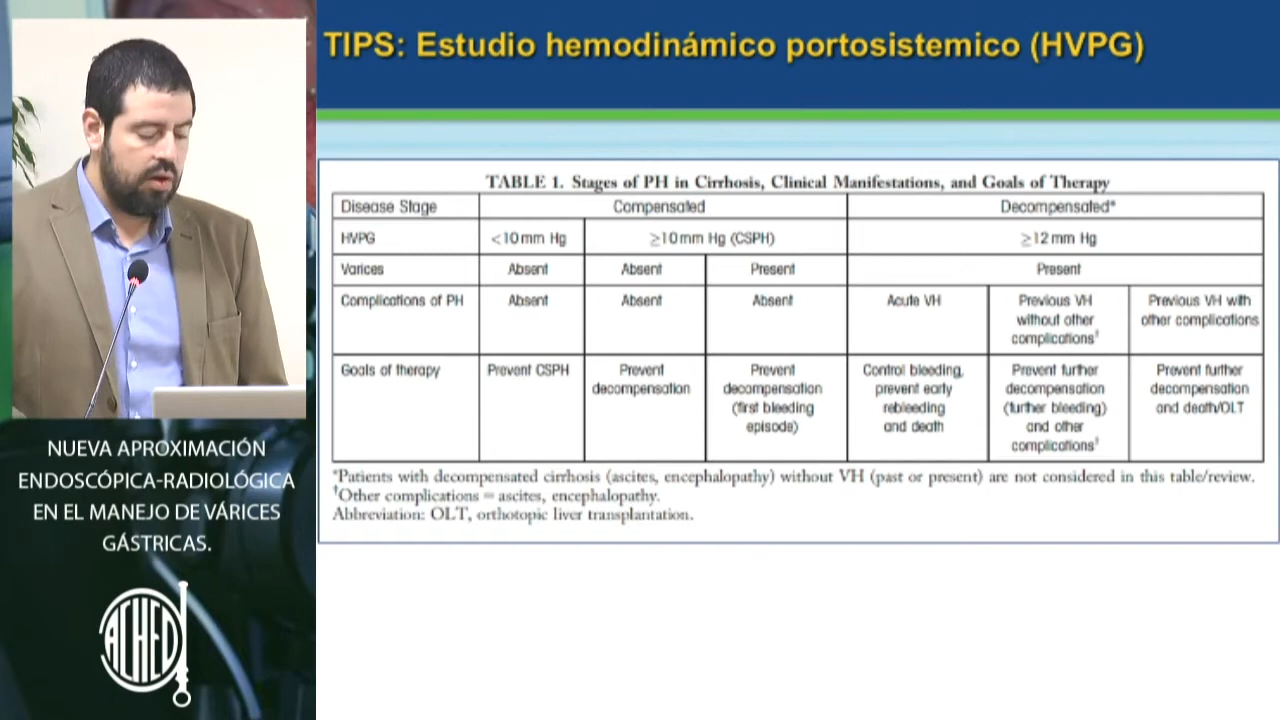 TIPS: Estudio hemodinámico portosistemico (HVPG)
TABLE 1. Stages of PH in Cirrhosis, Clinical Manifestations, and Goals of Therapy
Disease Stage Compensated Decompensated*
HVPG <10 mm Hg ≥10 mm Hg (CSPH) ≥12 mm Hg
Varices Absent Absent Present Present
Complications of PH Absent Absent Absent Acute VH Previous VH Previous VH with
without other other complications
complications†
Goals of therapy Prevent CSPH Prevent Prevent Control bleeding, Prevent further Prevent further
decompensation decompensation prevent early decompensation decompensation
(first bleeding rebleeding (further bleeding) and death/OLT
episode) and death and other
complications†
*Patients with decompensated cirrhosis (ascites, encephalopathy) without VH (past or present) are not considered in this table/review.
†Other complications = ascites, encephalopathy.
Abbreviation: OLT, orthotopic liver transplantation.
NUEVA APROXIMACIÓN
ENDOSCÓPICA-RADIOLÓGICA
EN EL MANEJO DE VÁRICES
GÁSTRICAS.
ACHED